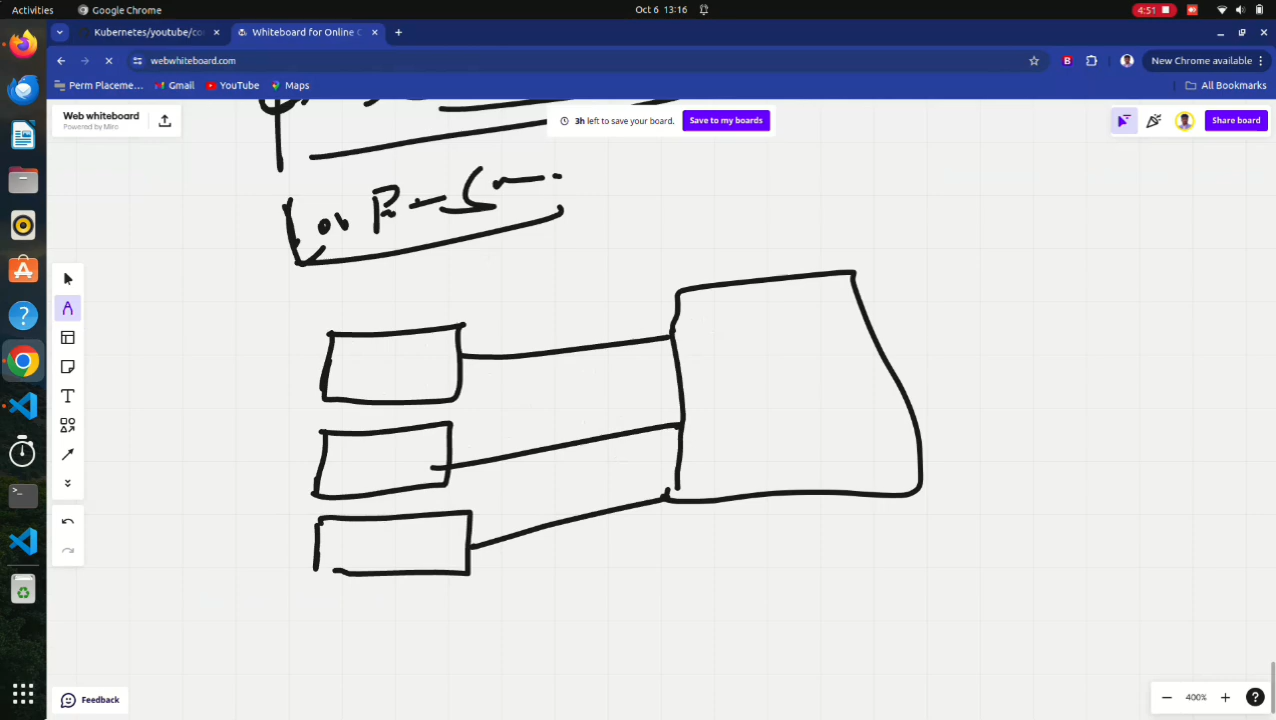 Activities
Google Chrome
Oct 6 13:16
4:51
Kubernetes/youtube/co
Whiteboard for Online C
webwhiteboard.com
New Chrome available
Perm Placeme...
Gmail
YouTube
Maps
All Bookmarks
Web whiteboard
Powered by Miro
3h left to save your board.
Save to my boards
Share board
Feedback
400%